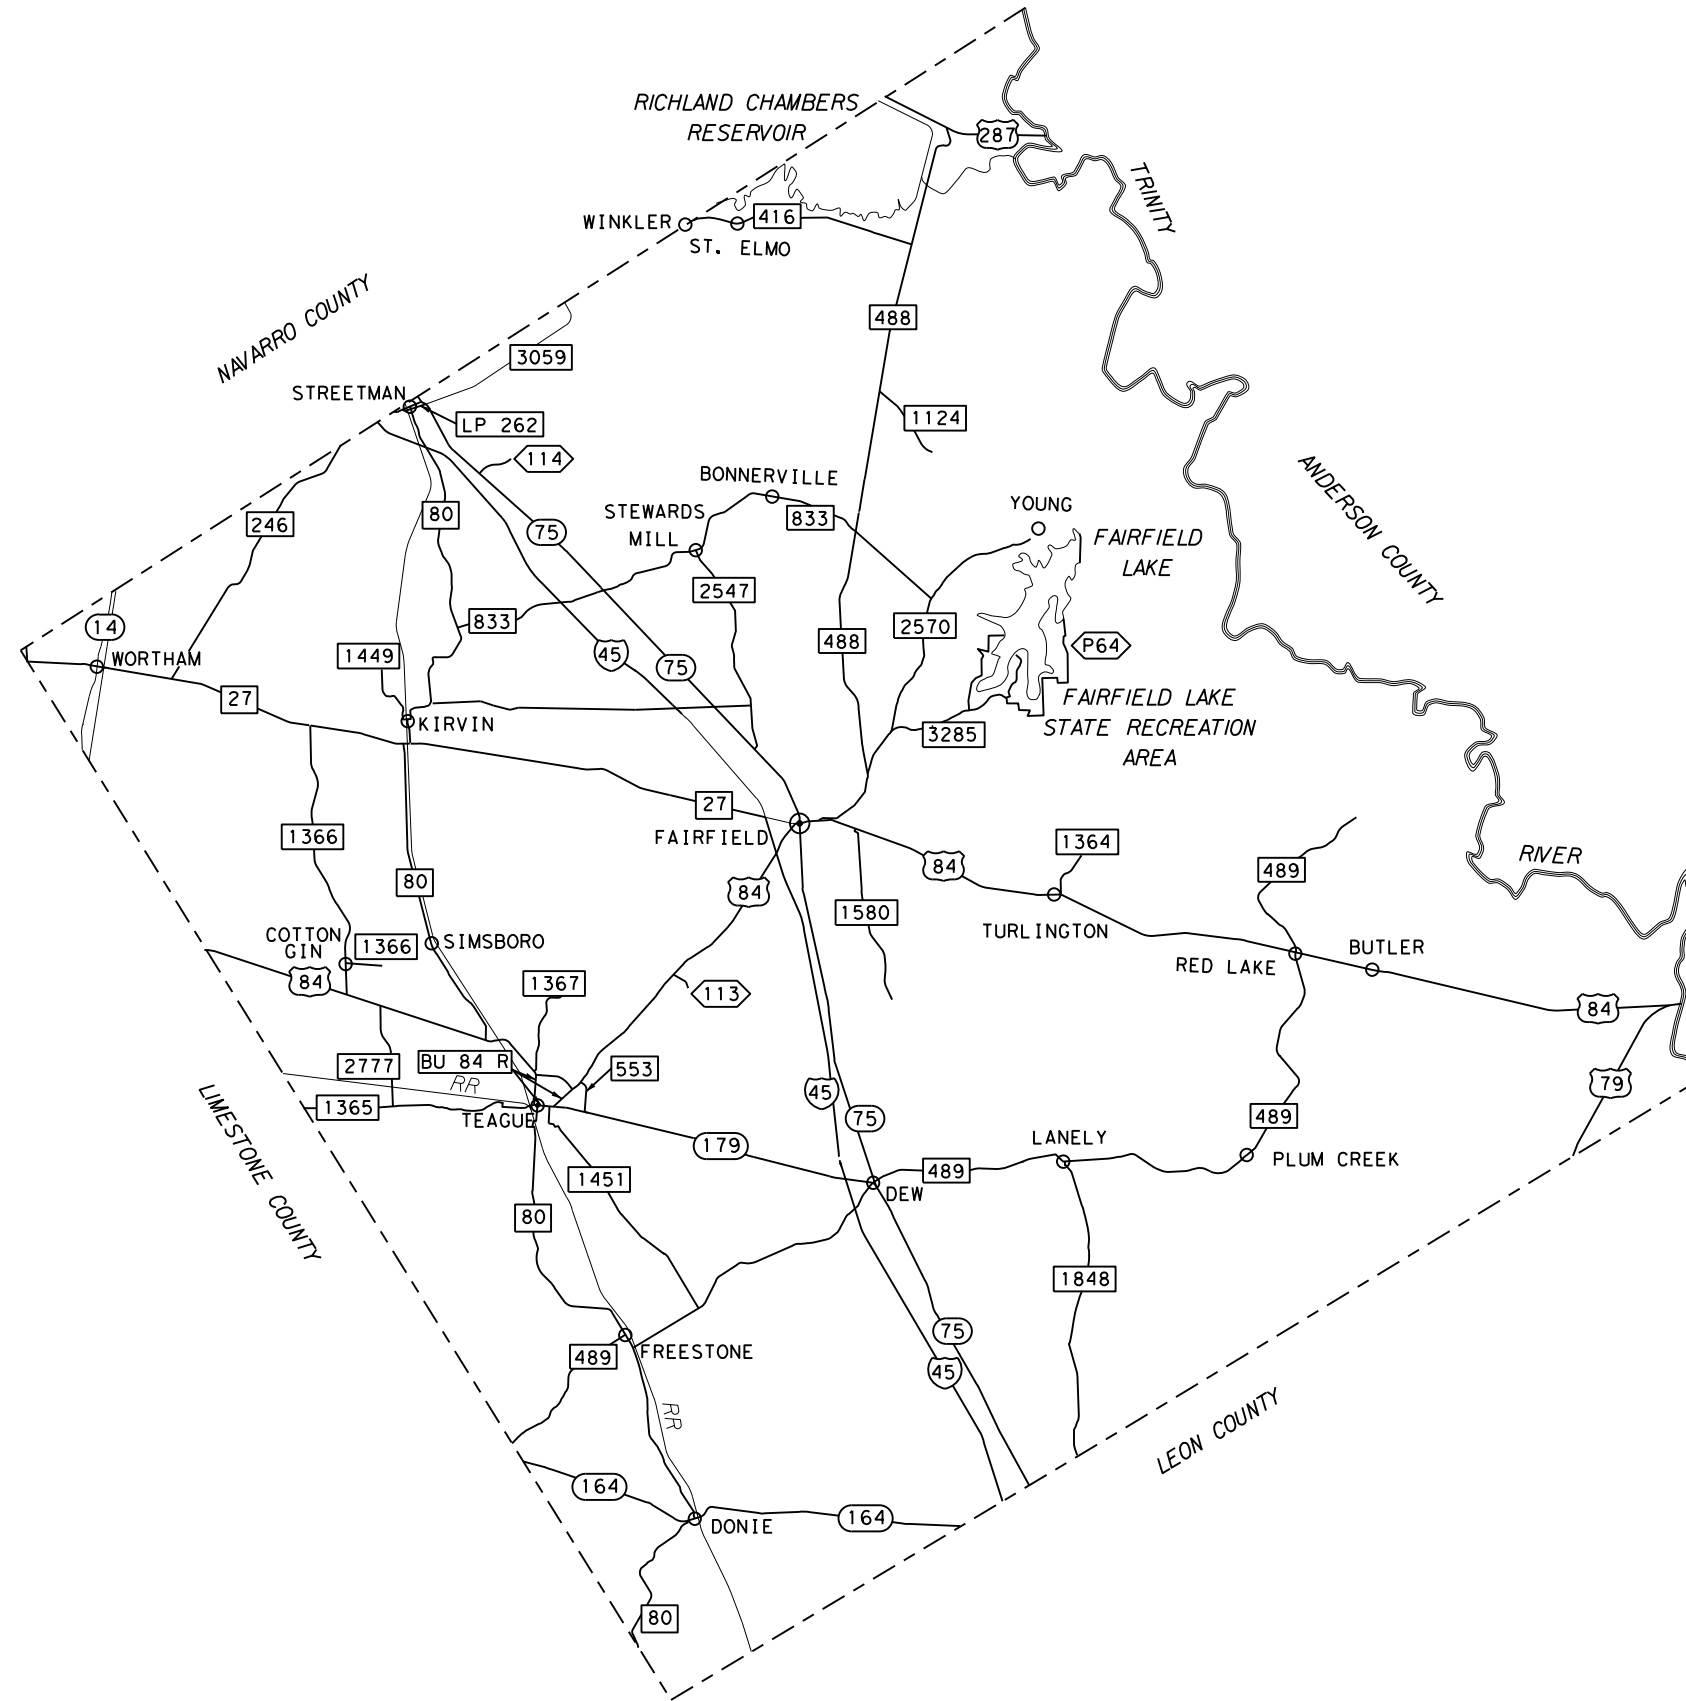 RICHLAND CHAMBERS
RESERVOIR
287
TRINITY
WINKLER
416
ST. ELMO
NAVARRO COUNTY
488
3059
STREETMAN
LP 262
1124
114
BONNERVILLE
YOUNG
STEWARDS
MILL
80
246
75
833
FAIRFIELD
LAKE
ANDERSON COUNTY
2547
833
2570
14
488
P64
WORTHAM
1449
45
75
27
KIRVIN
FAIRFIELD LAKE
STATE RECREATION
AREA
3285
27
FAIRFIELD
1366
1364
RIVER
84
489
80
84
1580
COTTON
GIN
1366
SIMSBORO
TURLINGTON
RED LAKE
BUTLER
84
1367
113
84
BU 84 R
2777
553
RR
79
1365
TEAGUE
45
75
489
LIMESTONE COUNTY
179
LANELY
PLUM CREEK
1451
489
DEW
80
1848
75
FREESTONE
489
45
RR
LEON COUNTY
164
DONIE
164
80